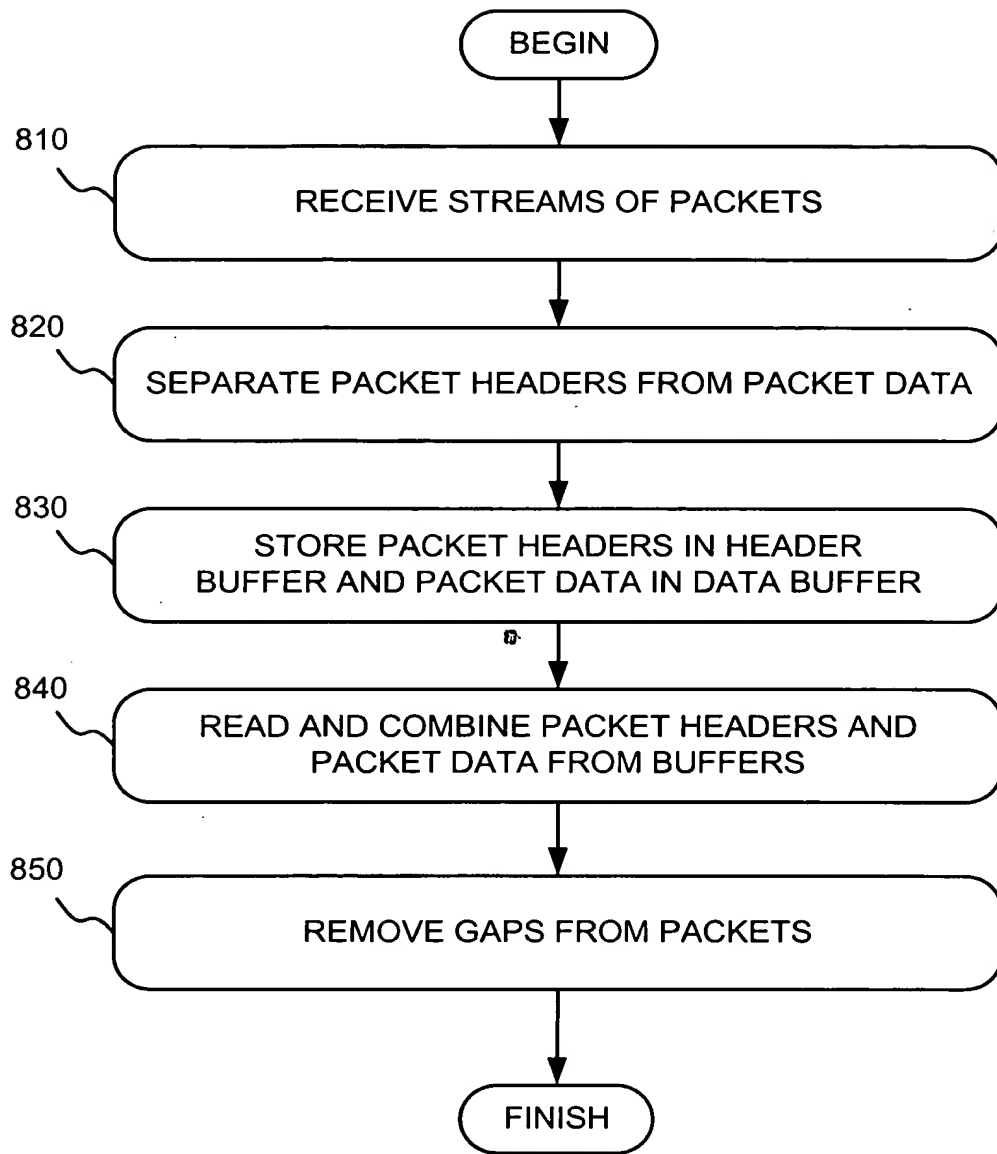 BEGIN
810
RECEIVE STREAMS OF PACKETS
820
SEPARATE PACKET HEADERS FROM PACKET DATA
830
STORE PACKET HEADERS IN HEADER
BUFFER AND PACKET DATA IN DATA BUFFER
840
READ AND COMBINE PACKET HEADERS AND
PACKET DATA FROM BUFFERS
850
REMOVE GAPS FROM PACKETS
FINISH